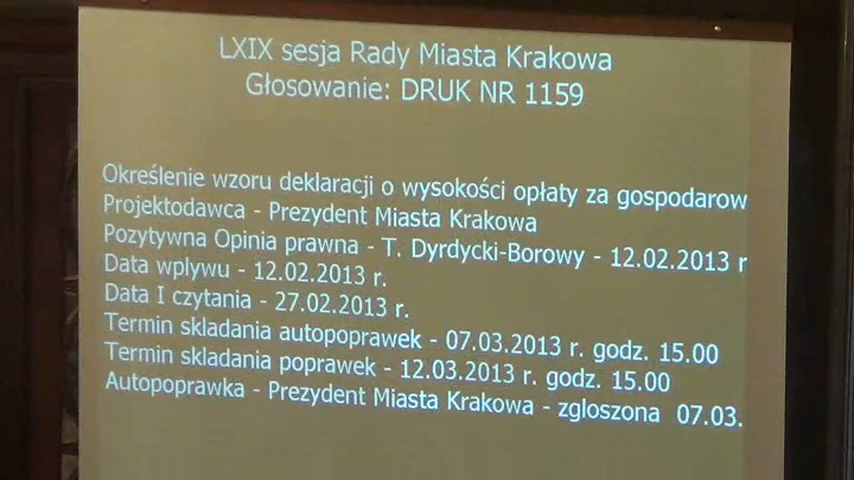 LXIX sesja Rady Miasta Krakowa
Głosowanie: DRUK NR 1159
Określenie wzoru deklaracji o wysokości opłaty za gospodarow
Projektodawca - Prezydent Miasta Krakowa
Pozytywna Opinia prawna - T. Dyrdycki-Borowy - 12.02.2013 r
Data wplywu - 12.02.2013 r.
Data I czytania - 27.02.2013 r.
Termin skladania autopoprawek - 07.03.2013 r. godz. 15.00
Termin skladania poprawek - 12.03.2013 r. godz. 15.00
Autopoprawka - Prezydent Miasta Krakowa - zgloszona 07.03.